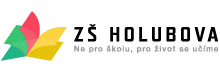 ZŠ HOLUBOVA
Ne pro školu, pro život se učíme